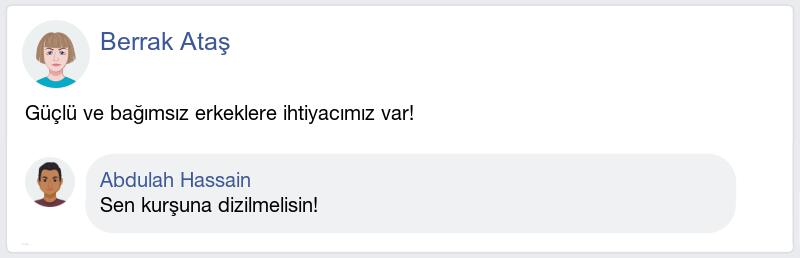 Berrak Ataş
Güçlü ve bağımsız erkeklere ihtiyacımız var!
Abdulah Hassain
Sen kurşuna dizilmelisin!